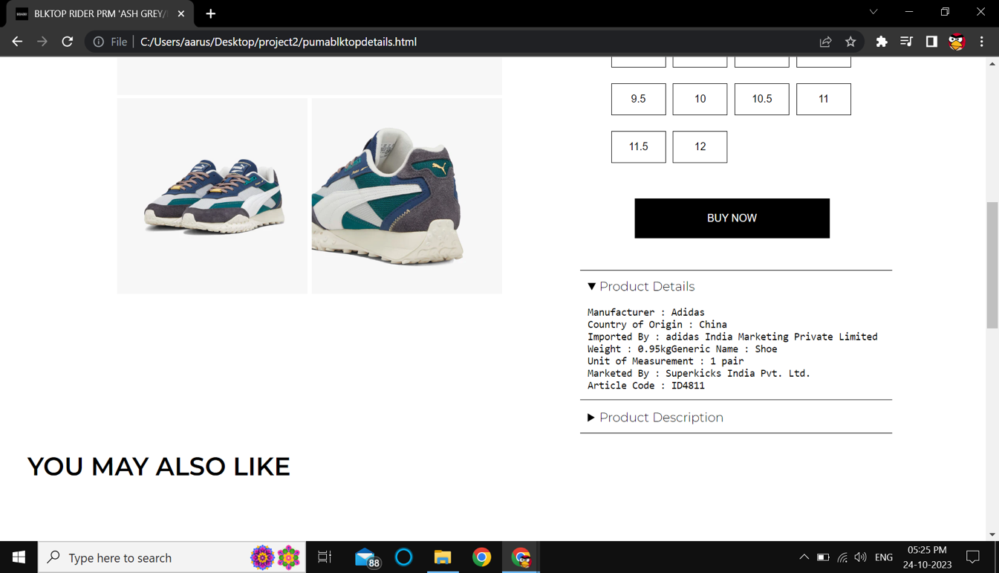 BLKTOP RIDER PRM 'ASH GREY/
File
C:/Users/aarus/Desktop/project2/pumablktopdetails.html
9.5 10 10.5 11
11.5 12
BUY NOW
Product Details
Manufacturer : Adidas
Country of Origin : China
Imported By : adidas India Marketing Private Limited
Weight : 0.95kgGeneric Name : Shoe
Unit of Measurement : 1 pair
Marketed By : Superkicks India Pvt. Ltd.
Article Code : ID4811
Product Description
YOU MAY ALSO LIKE
Type here to search
88
ENG
05:25 PM
24-10-2023